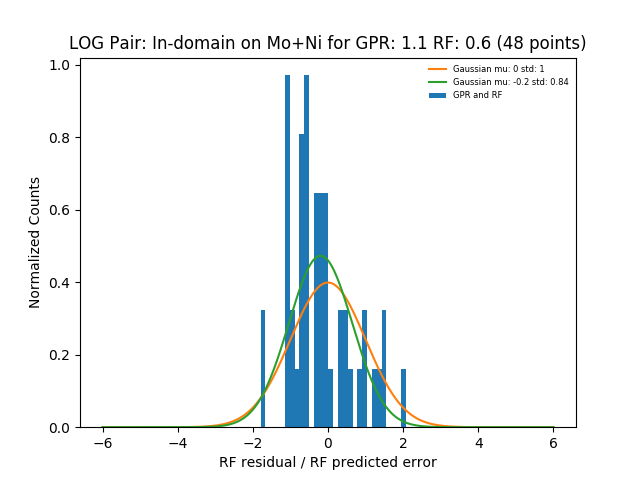 LOG Pair: In-domain on Mo+Ni for GPR: 1.1 RF: 0.6 (48 points)
Gaussian mu: 0 std: 1
Gaussian mu: -0.2 std: 0.84
GPR and RF
Normalized Counts
1.0
0.8
0.6
0.4
0.2
0.0
−6 −4 −2 0 2 4 6
RF residual / RF predicted error